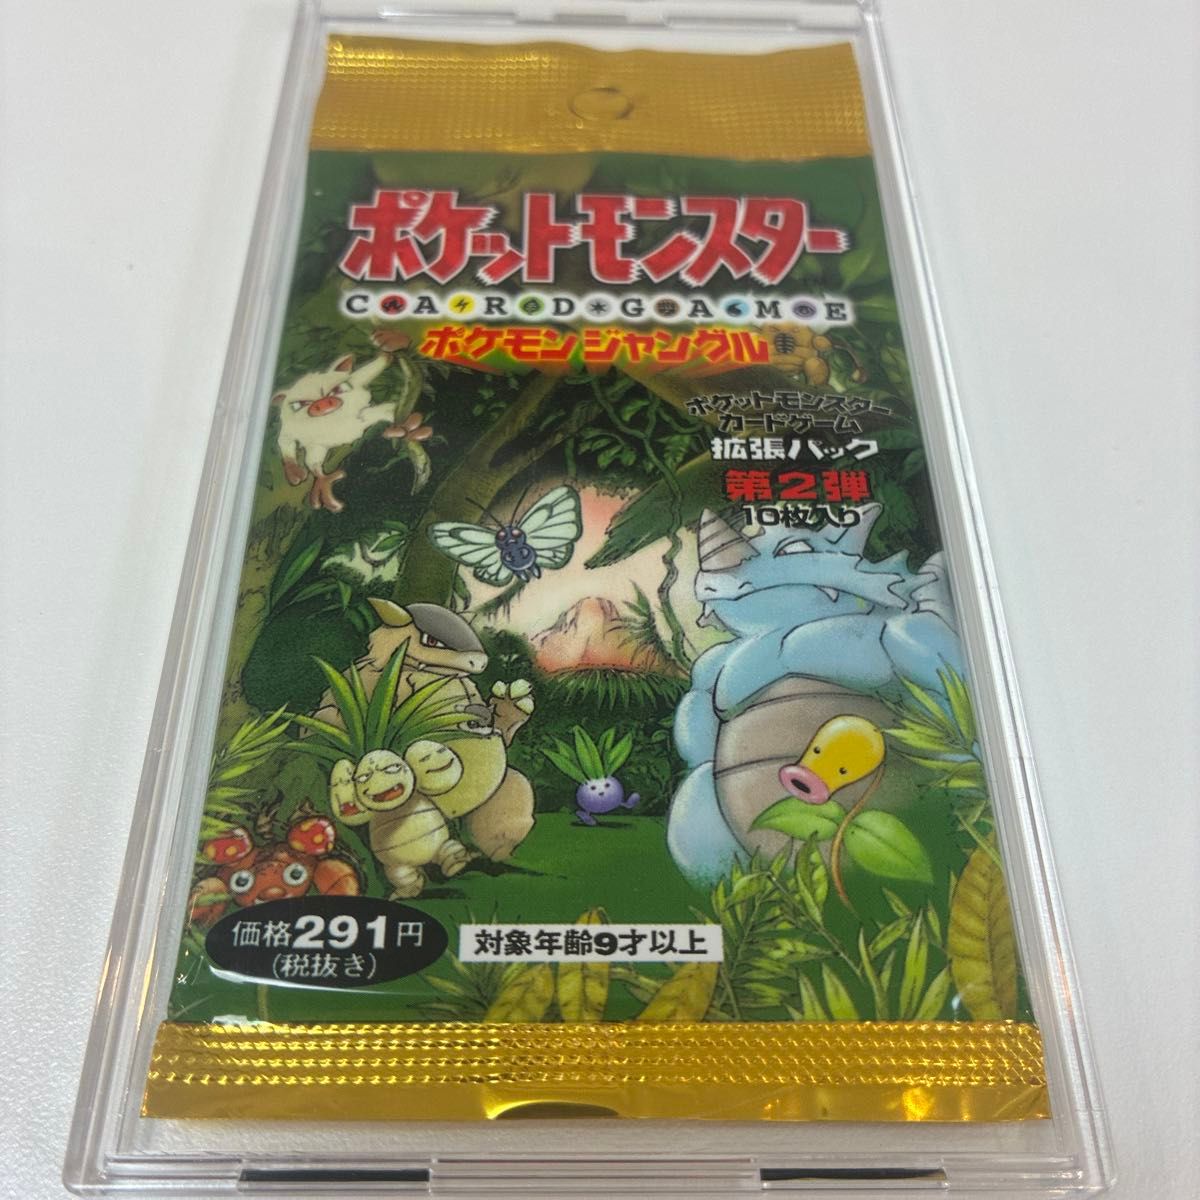 ポケットモンスター
CARDGAME
ポケモンジャングル
ポケットモンスター
カードゲーム
拡張パック
第2弾
10枚入り
価格291円
(税抜き)
対象年齢9才以上